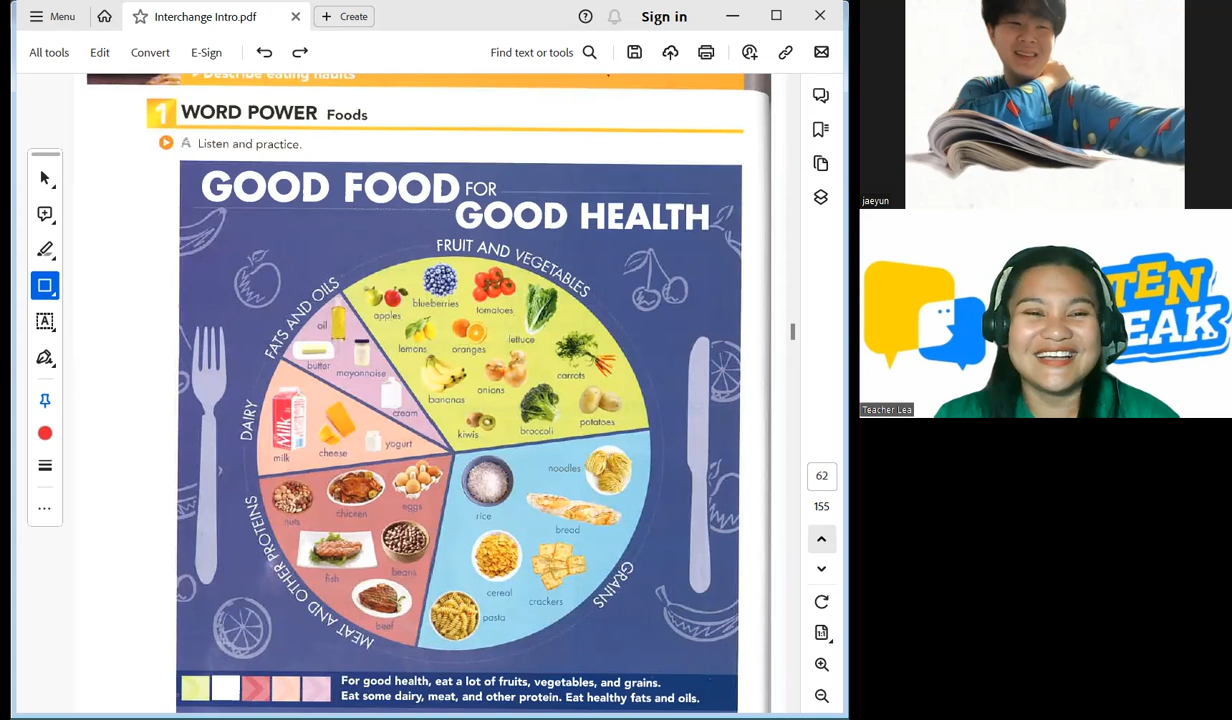 Menu
Interchange Intro.pdf
Create
Sign in
All tools
Edit
Convert
E-Sign
Find text or tools
Describe eating habits
1 WORD POWER Foods
A Listen and practice.
GOOD FOOD FOR
GOOD HEALTH
FRUIT AND VEGETABLES
apples
blueberries
tomatoes
lemons
oranges
lettuce
bananas
onions
carrots
kiwis
broccoli
potatoes
FATS AND OILS
oil
butter
mayonnaise
cream
DAIRY
milk
Milk
cheese
yogurt
MEAT AND OTHER PROTEINS
nuts
chicken
eggs
fish
beans
beef
GRAINS
rice
noodles
bread
cereal
crackers
pasta
For good health, eat a lot of fruits, vegetables, and grains.
Eat some dairy, meat, and other protein. Eat healthy fats and oils.
62
155
jaeyun
TEN
EAK
Teacher Lea